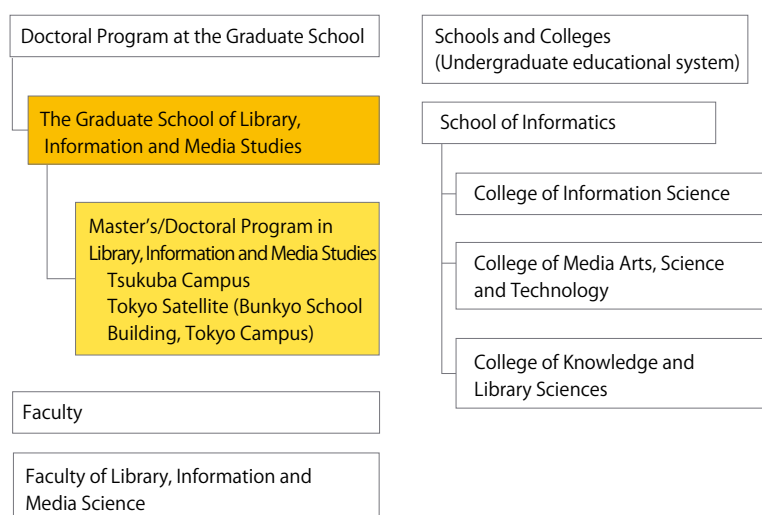 Doctoral Program at the Graduate School
The Graduate School of Library,
Information and Media Studies
Master's/Doctoral Program in
Library, Information and Media Studies
Tsukuba Campus
Tokyo Satellite (Bunkyo School
Building, Tokyo Campus)
Faculty
Faculty of Library, Information and
Media Science
Schools and Colleges
(Undergraduate educational system)
School of Informatics
College of Information Science
College of Media Arts, Science
and Technology
College of Knowledge and
Library Sciences